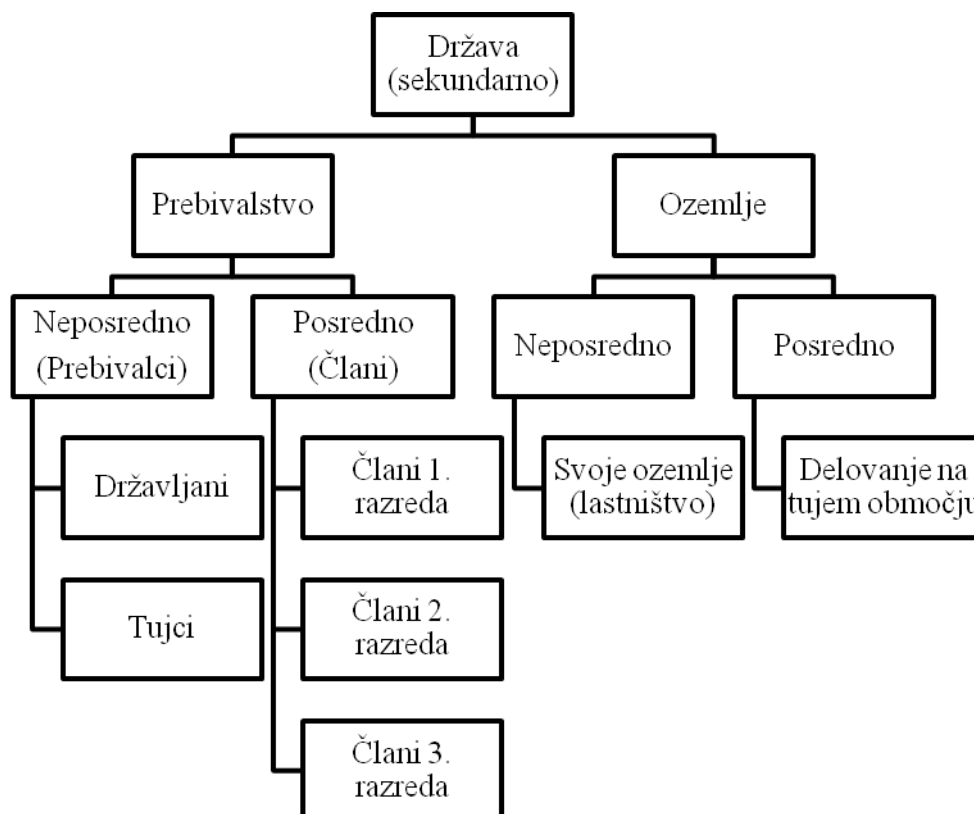 Država
(sekundarno)
Prebivalstvo
Ozemlje
Neposredno
(Prebivalci)
Posredno
(Člani)
Neposredno
Posredno
Državljani
Člani 1.
razreda
Svoje ozemlje
(lastništvo)
Delovanje na
tujem območju
Tujci
Člani 2.
razreda
Člani 3.
razreda